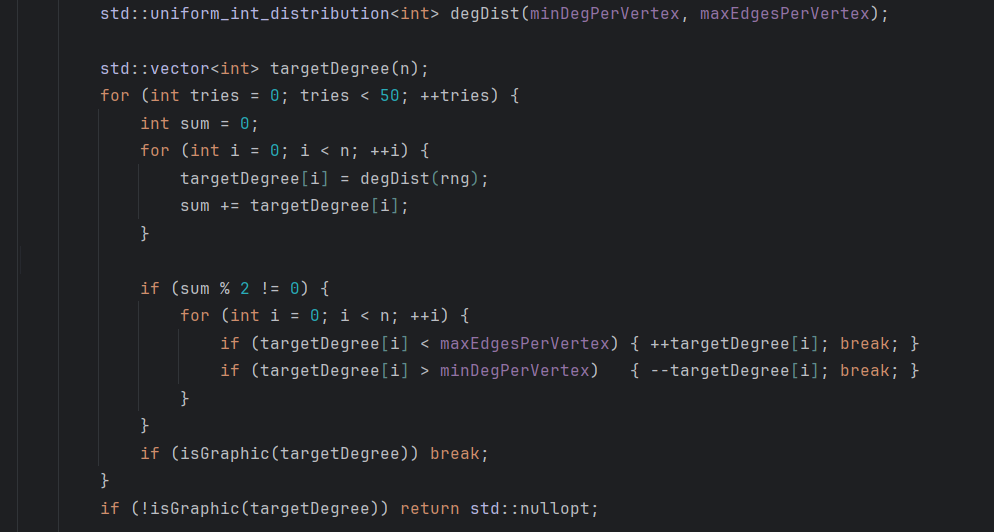 std::uniform_int_distribution<int> degDist(minDegPerVertex, maxEdgesPerVertex);
std::vector<int> targetDegree(n);
for (int tries = 0; tries < 50; ++tries) {
int sum = 0;
for (int i = 0; i < n; ++i) {
targetDegree[i] = degDist(rng);
sum += targetDegree[i];
}
if (sum % 2 != 0) {
for (int i = 0; i < n; ++i) {
if (targetDegree[i] < maxEdgesPerVertex) { ++targetDegree[i]; break; }
if (targetDegree[i] > minDegPerVertex)   { --targetDegree[i]; break; }
}
}
if (isGraphic(targetDegree)) break;
}
if (!isGraphic(targetDegree)) return std::nullopt;